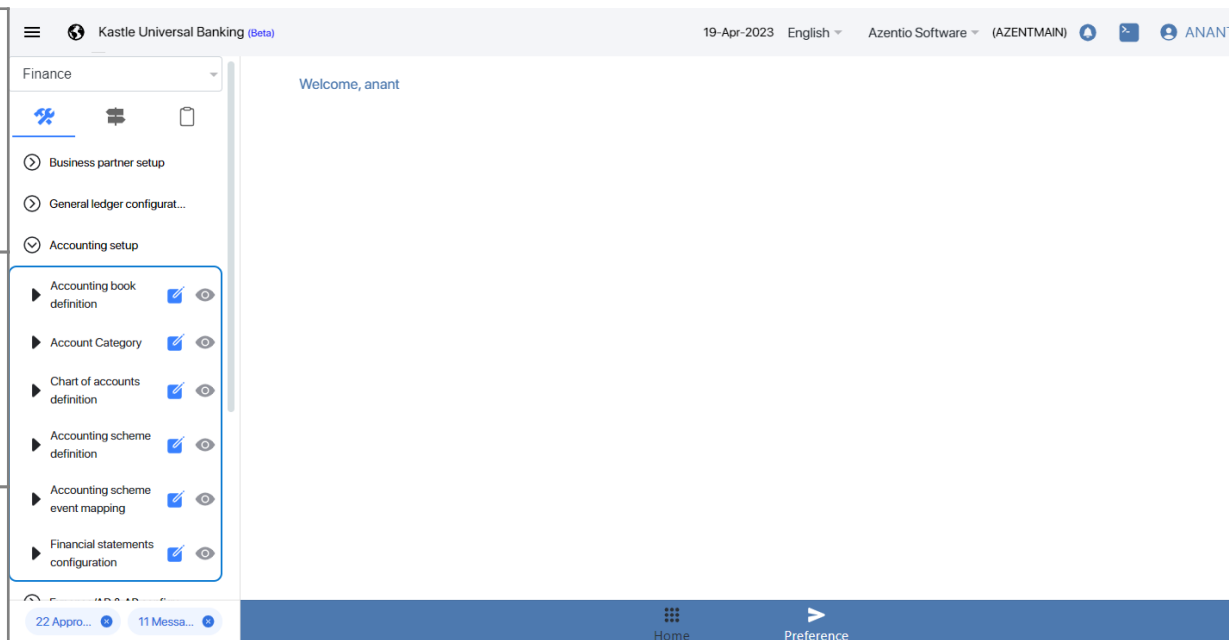 Kastle Universal Banking (Beta)
19-Apr-2023 English Azentio Software (AZENTMAIN) ANANT
Finance
Welcome, anant
Business partner setup
General ledger configurat...
Accounting setup
Accounting book
definition
Account Category
Chart of accounts
definition
Accounting scheme
definition
Accounting scheme
event mapping
Financial statements
configuration
22 Appro... 11 Messa...
Home Preference